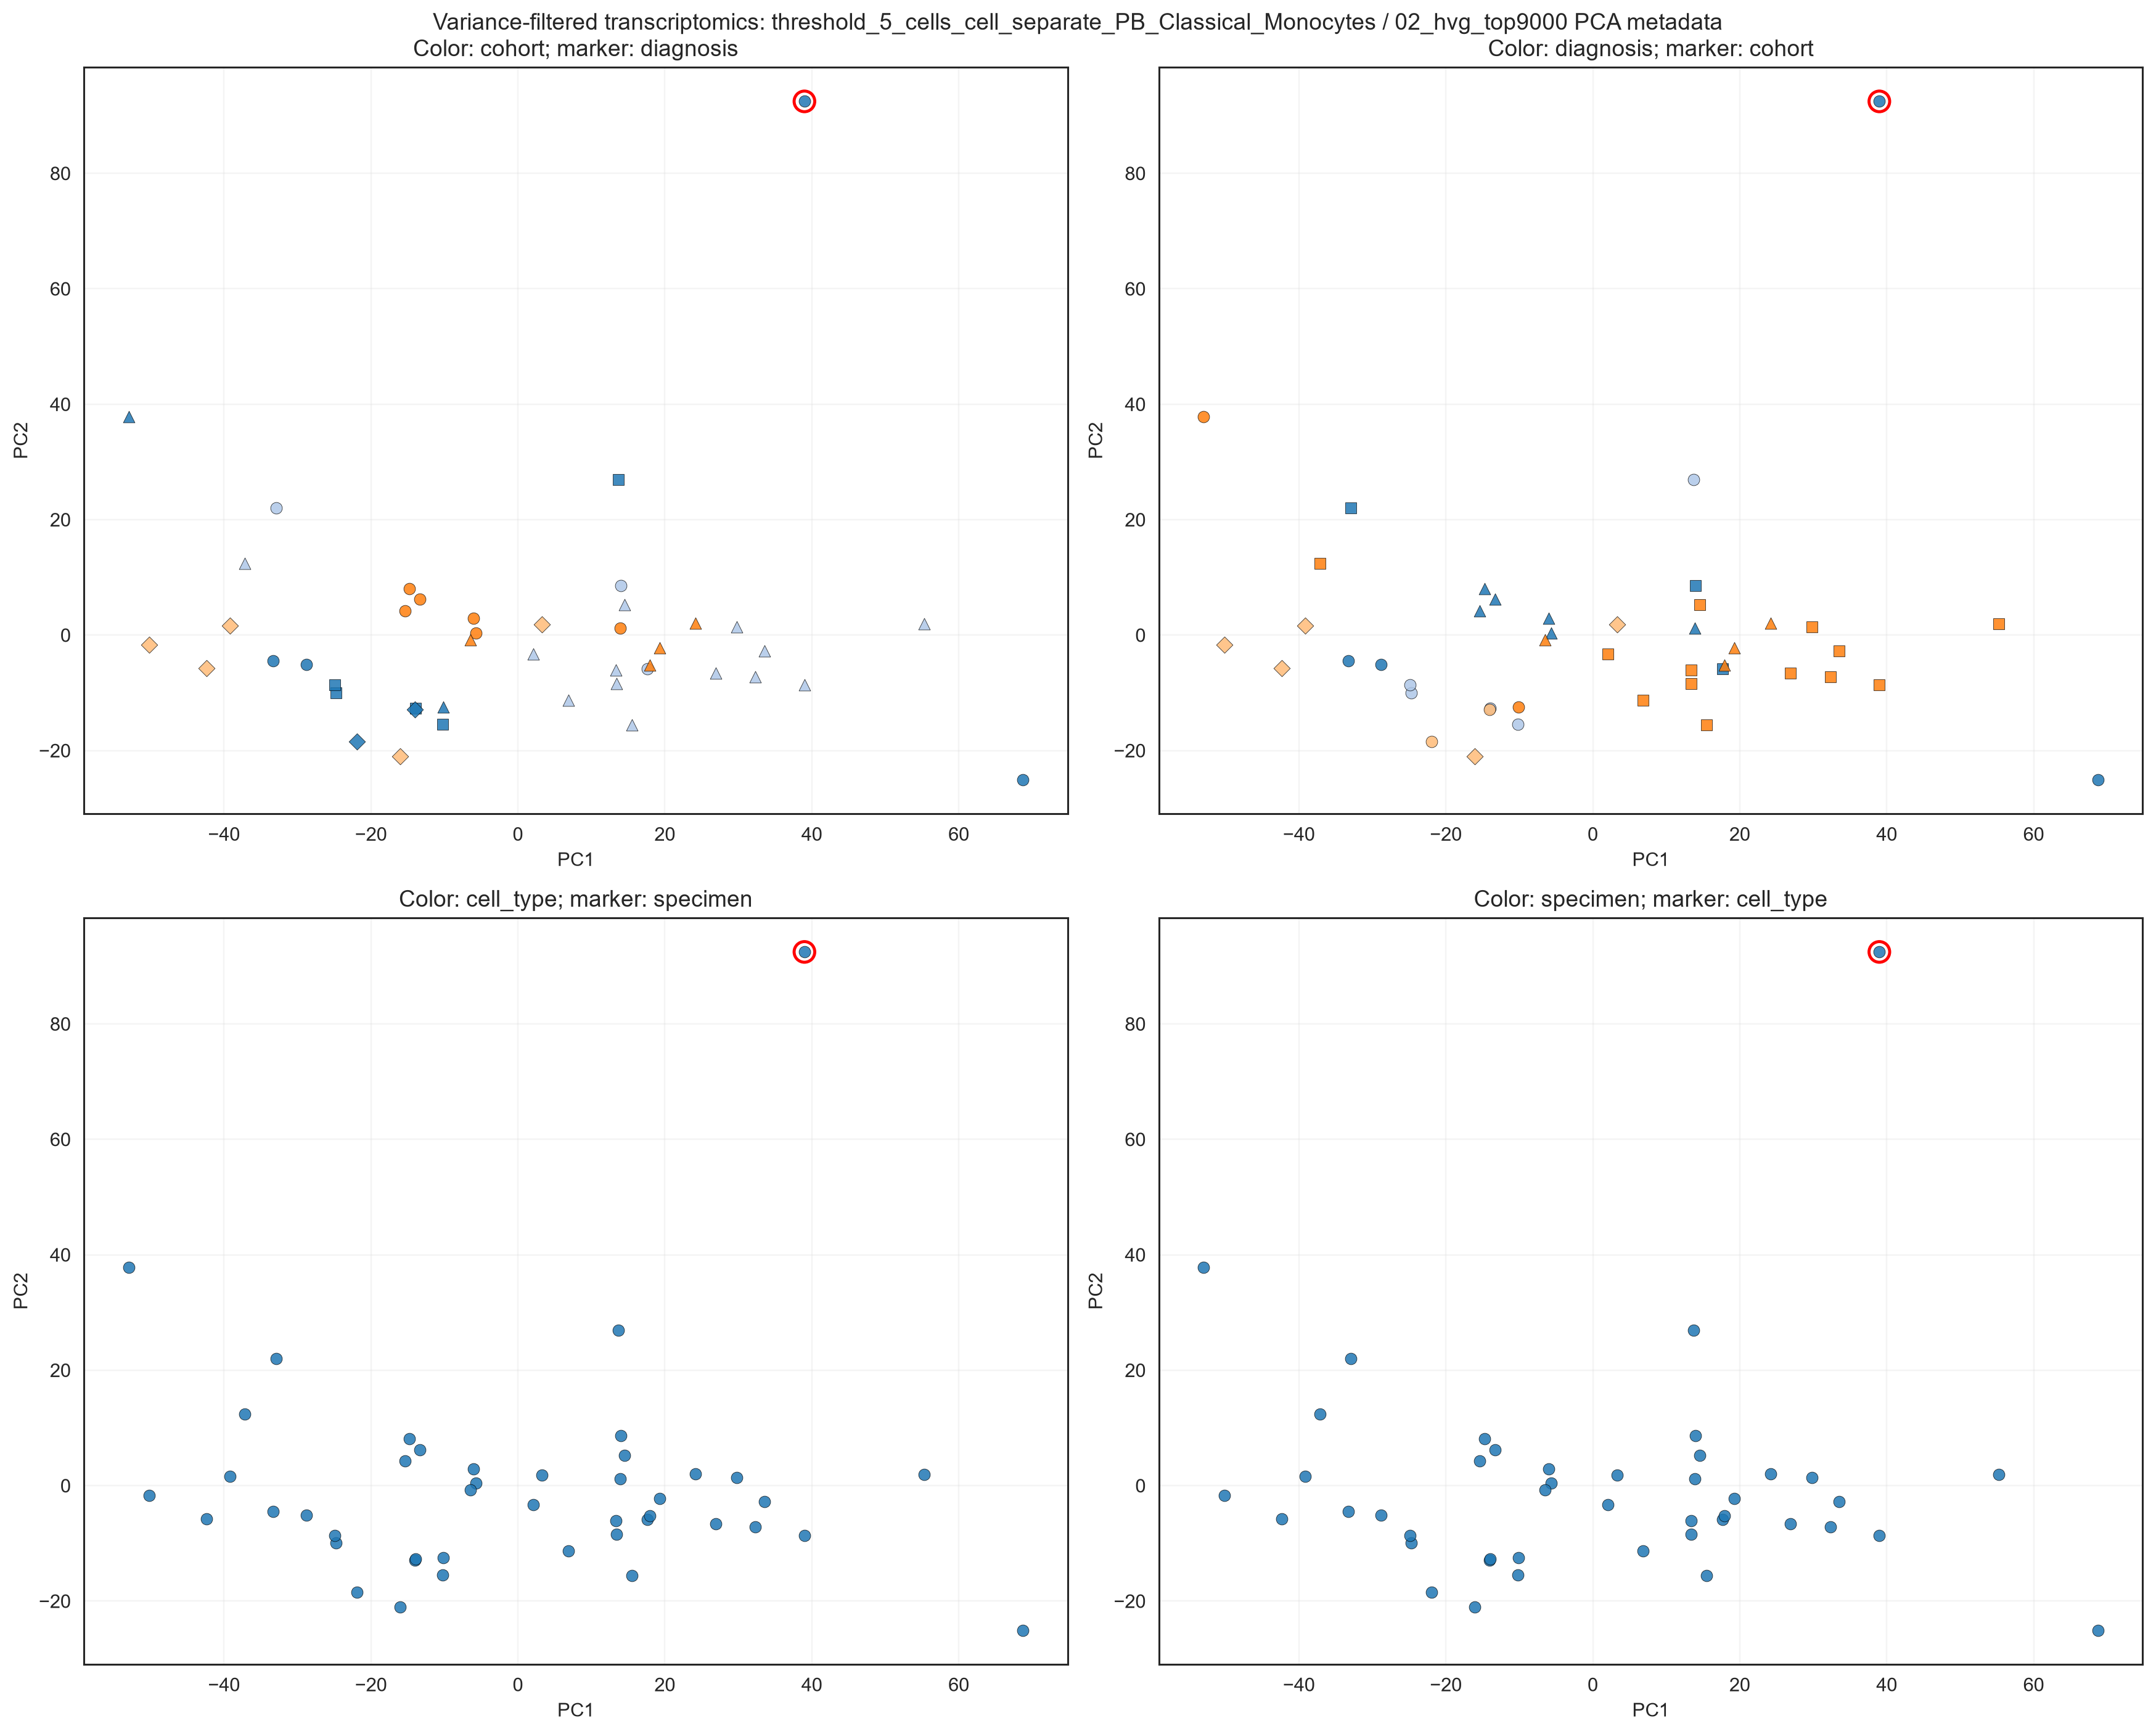 Variance-filtered transcriptomics: threshold_5_cells_cell_separate_PB_Classical_Monocytes / 02_hvg_top9000 PCA metadata
Color: cohort; marker: diagnosis
80
60
40
20
0
−20
PC2
−40 −20 0 20 40 60
PC1
Color: diagnosis; marker: cohort
80
60
40
20
0
−20
PC2
−40 −20 0 20 40 60
PC1
Color: cell_type; marker: specimen
80
60
40
20
0
−20
PC2
−40 −20 0 20 40 60
PC1
Color: specimen; marker: cell_type
80
60
40
20
0
−20
PC2
−40 −20 0 20 40 60
PC1